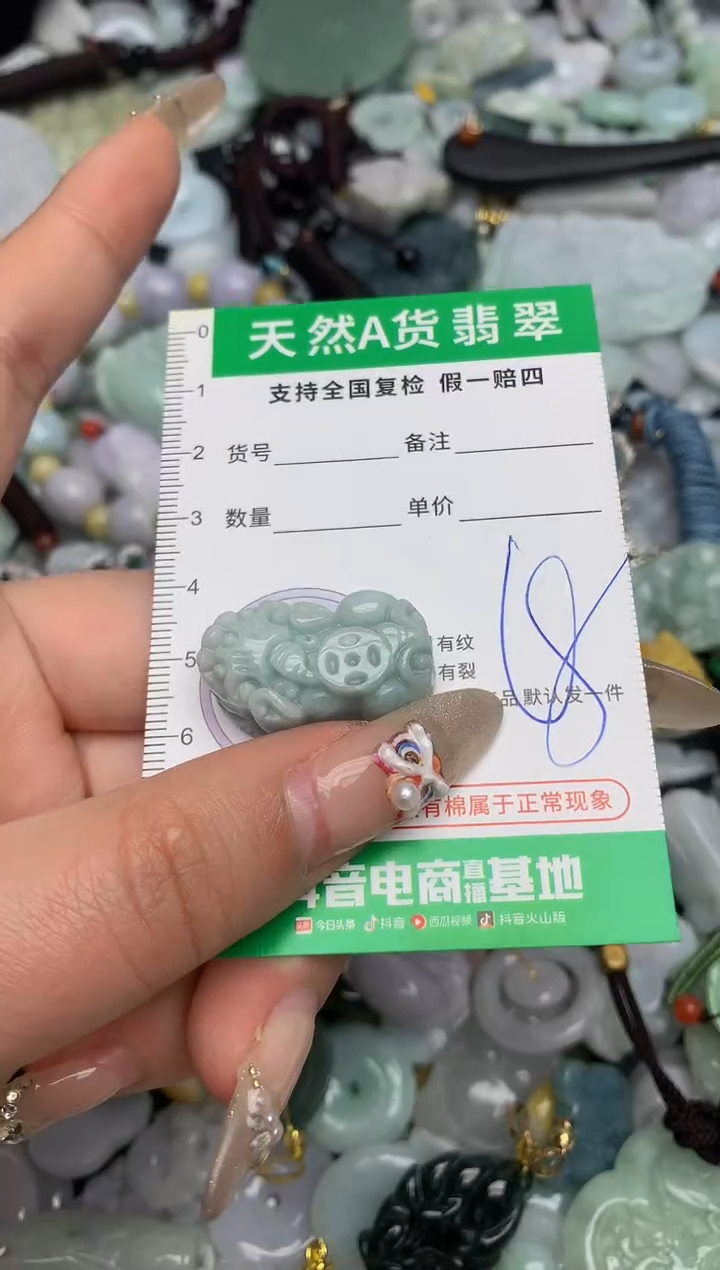 天然A货翡翠
支持全国复检 假一赔四
0
1
2
3
4
5
6
货号 备注
数量 单价
有纹
有裂
品默认发一件
18
有棉属于正常现象
音电商直播基地
头条 今日头条 抖音 西瓜视频 抖音火山版